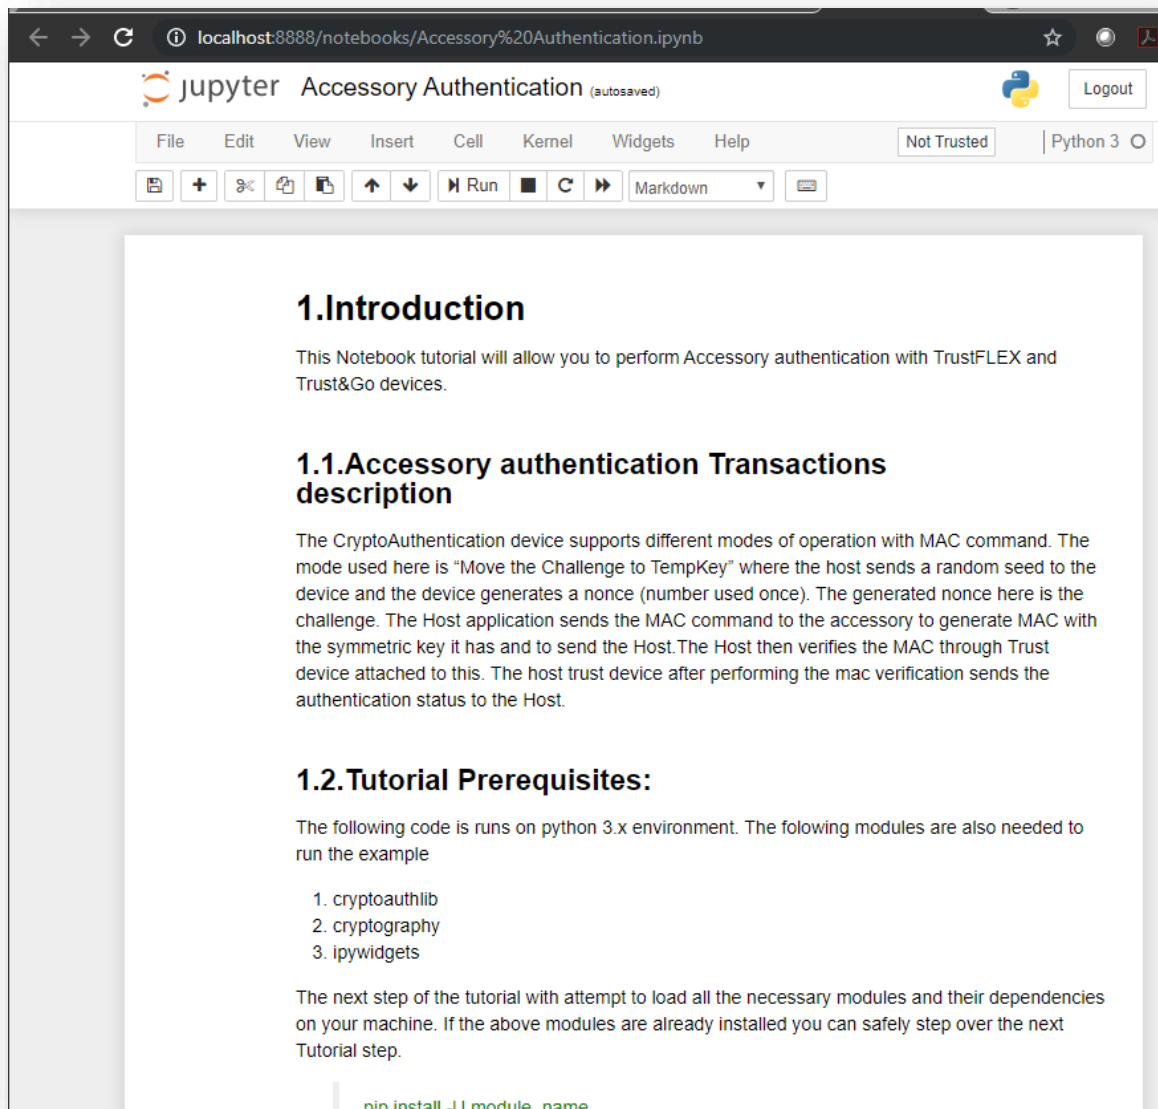 localhost:8888/notebooks/Accessory%20Authentication.ipynb
jupyter Accessory Authentication (autosaved)
Logout
File Edit View Insert Cell Kernel Widgets Help Not Trusted Python 3
Run Markdown
1.Introduction
This Notebook tutorial will allow you to perform Accessory authentication with TrustFLEX and
Trust&Go devices.
1.1.Accessory authentication Transactions
description
The CryptoAuthentication device supports different modes of operation with MAC command. The
mode used here is “Move the Challenge to TempKey” where the host sends a random seed to the
device and the device generates a nonce (number used once). The generated nonce here is the
challenge. The Host application sends the MAC command to the accessory to generate MAC with
the symmetric key it has and to send the Host.The Host then verifies the MAC through Trust
device attached to this. The host trust device after performing the mac verification sends the
authentication status to the Host.
1.2.Tutorial Prerequisites:
The following code is runs on python 3.x environment. The folowing modules are also needed to
run the example
1. cryptoauthlib
2. cryptography
3. ipywidgets
The next step of the tutorial with attempt to load all the necessary modules and their dependencies
on your machine. If the above modules are already installed you can safely step over the next
Tutorial step.
pip install -U module_name